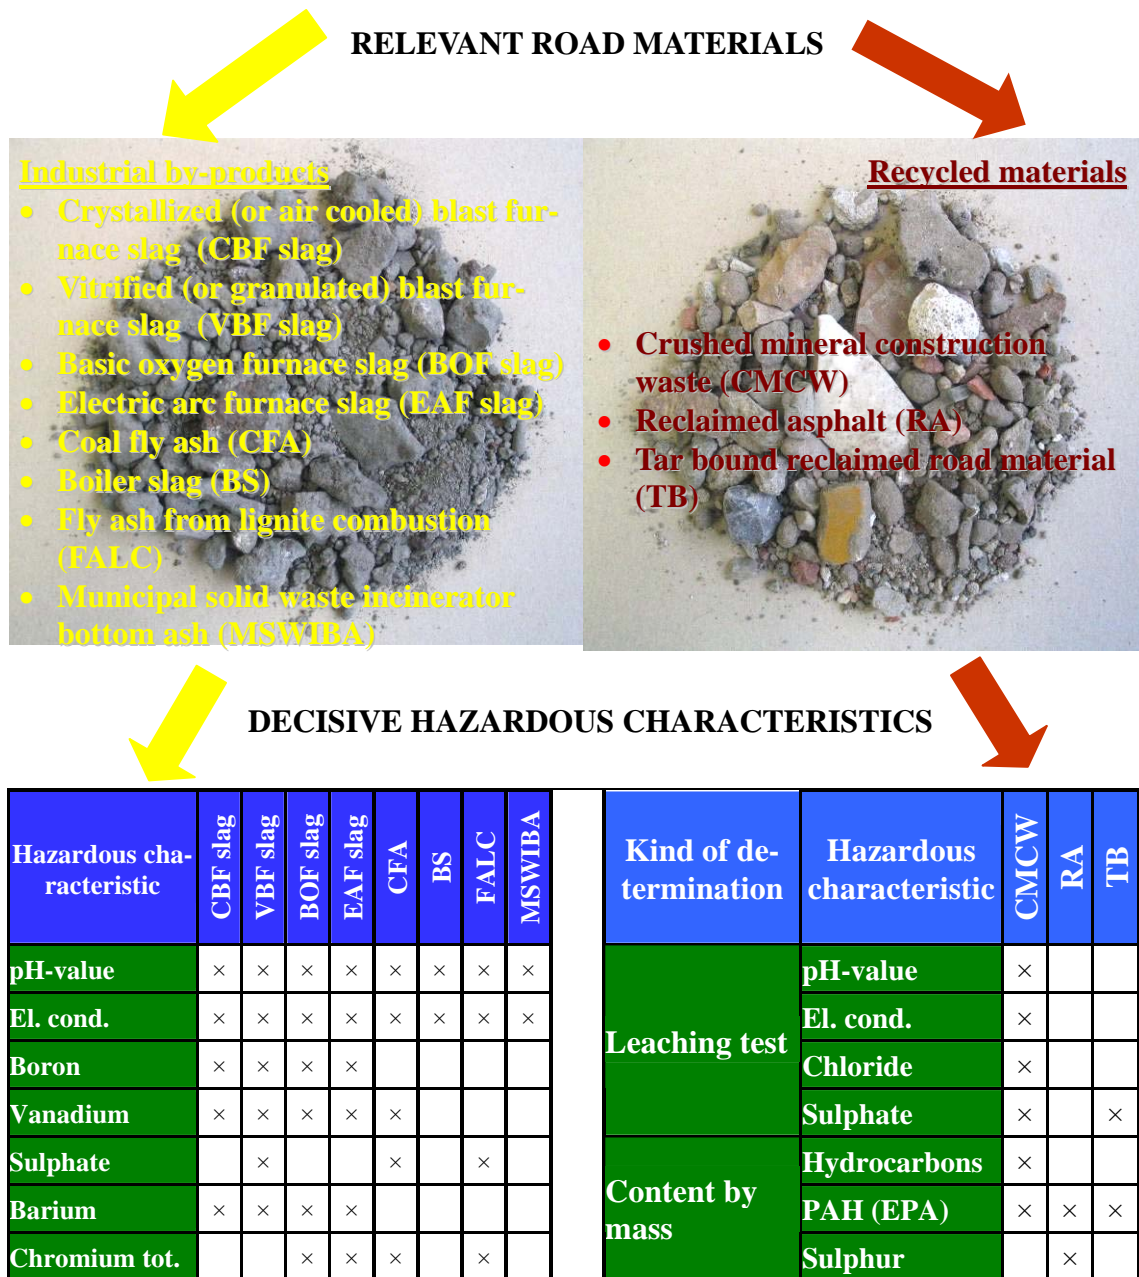 RELEVANT ROAD MATERIALS
Industrial by-products
• Crystallized (or air cooled) blast fur-
nace slag (CBF slag)
• Vitrified (or granulated) blast fur-
nace slag (VBF slag)
• Basic oxygen furnace slag (BOF slag)
• Electric arc furnace slag (EAF slag)
• Coal fly ash (CFA)
• Boiler slag (BS)
• Fly ash from lignite combustion
(FALC)
• Municipal solid waste incinerator
bottom ash (MSWIBA)
Recycled materials
• Crushed mineral construction
waste (CMCW)
• Reclaimed asphalt (RA)
• Tar bound reclaimed road material
(TB)
DECISIVE HAZARDOUS CHARACTERISTICS
Hazardous cha-
racteristic
CBF slag
VBF slag
BOF slag
EAF slag
CFA
BS
FALC
MSWIBA
pH-value × × × × × × × ×
El. cond. × × × × × × × ×
Boron × × × ×
Vanadium × × × × ×
Sulphate × × ×
Barium × × × ×
Chromium tot. × × × ×
Kind of de-
termination
Hazardous
characteristic
CMCW
RA
TB
Leaching test
pH-value ×
El. cond. ×
Chloride ×
Sulphate × ×
Content by
mass
Hydrocarbons ×
PAH (EPA) × × ×
Sulphur ×